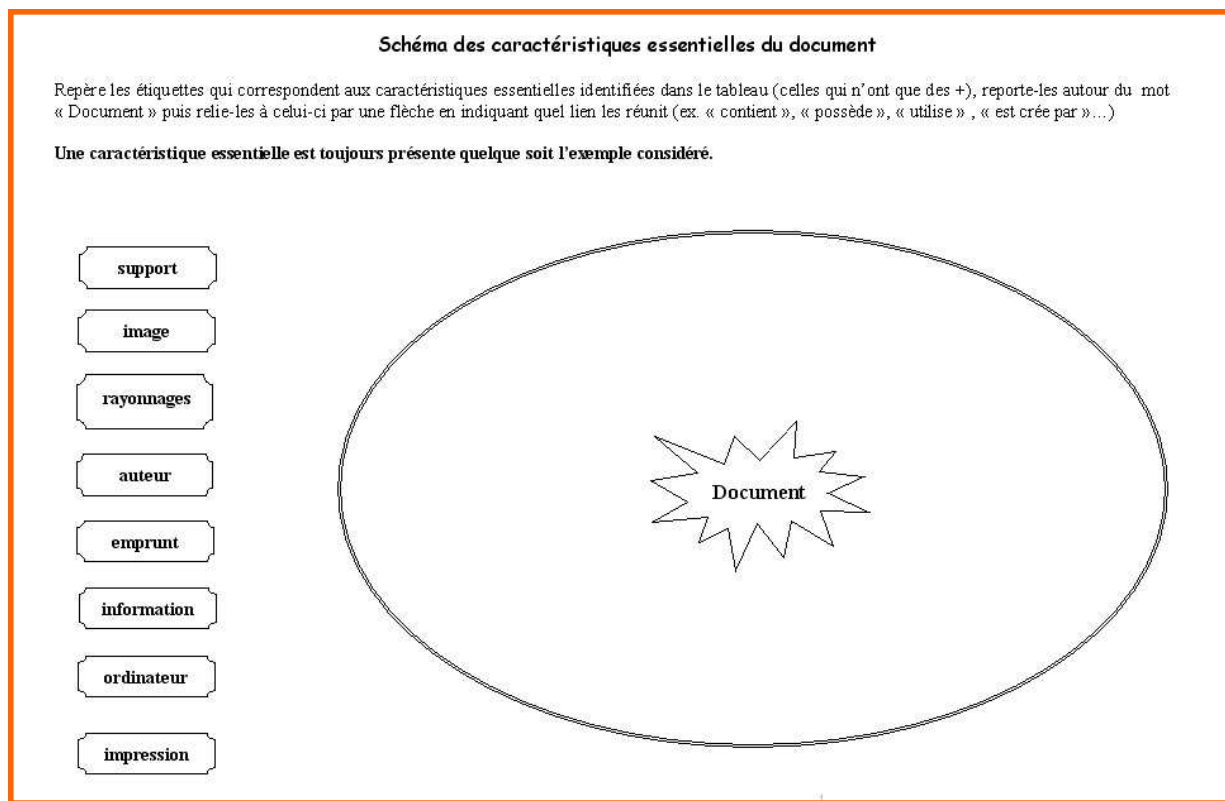 Schéma des caractéristiques essentielles du document
Repère les étiquettes qui correspondent aux caractéristiques essentielles identifiées dans le tableau (celles qui n'ont que des +), reporte-les autour du mot
« Document » puis relie-les à celui-ci par une flèche en indiquant quel lien les réunit (ex. « contient », « possède », « utilise » , « est crée par »…)
Une caractéristique essentielle est toujours présente quelque soit l'exemple considéré.
support
image
rayonnages
auteur
Document
emprunt
information
ordinateur
impression